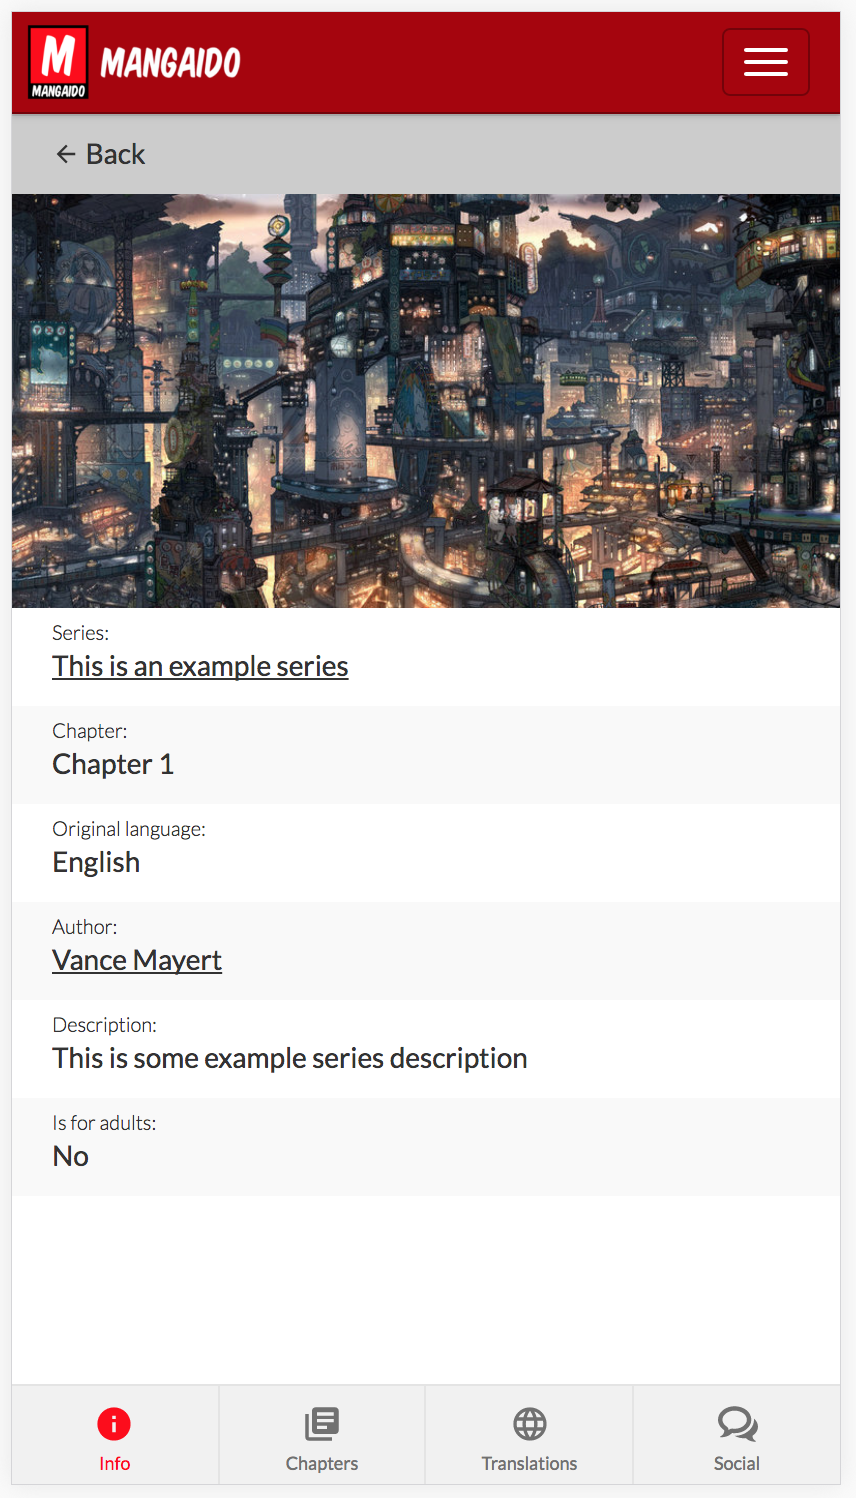 M
MANGAIDO
MANGAIDO
Back
Series:
This is an example series
Chapter:
Chapter 1
Original language:
English
Author:
Vance Mayert
Description:
This is some example series description
Is for adults:
No
Info
Chapters
Translations
Social